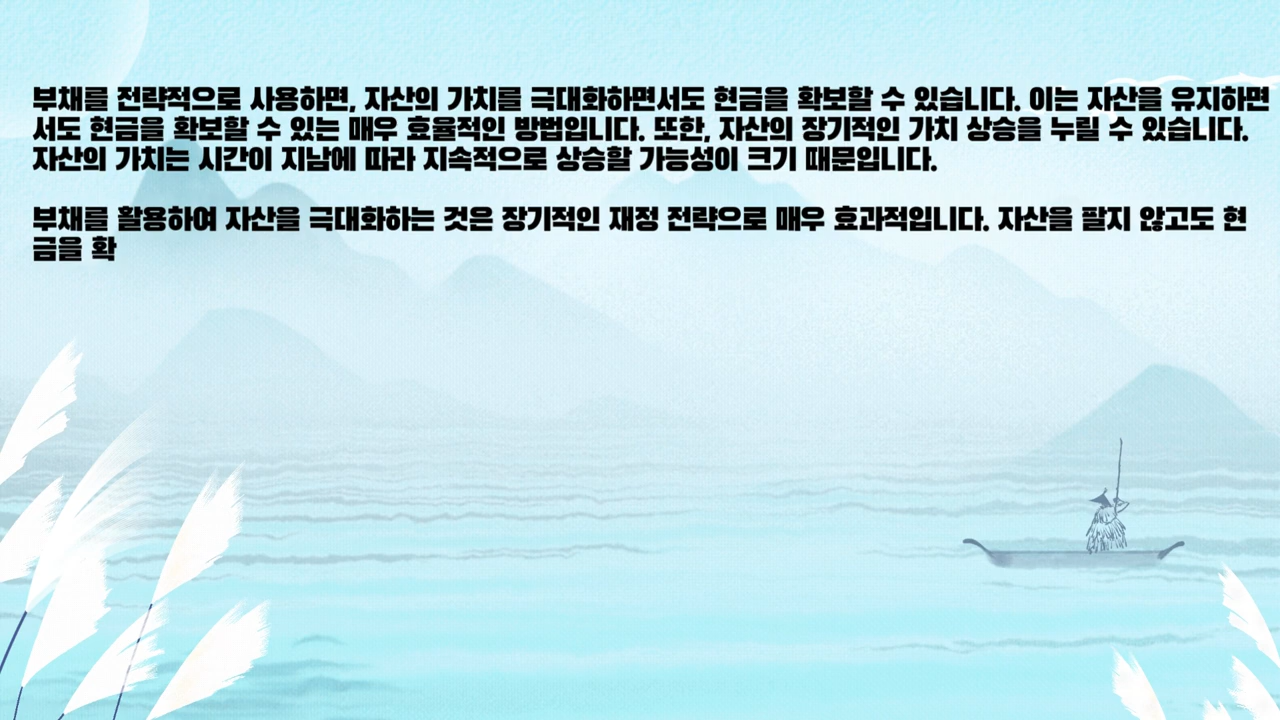 부채를 전략적으로 사용하면, 자산의 가치를 극대화하면서도 현금을 확보할 수 있습니다. 이는 자산을 유지하면
서도 현금을 확보할 수 있는 매우 효율적인 방법입니다. 또한, 자산의 장기적인 가치 상승을 누릴 수 있습니다.
자산의 가치는 시간이 지남에 따라 지속적으로 상승할 가능성이 크기 때문입니다.
부채를 활용하여 자산을 극대화하는 것은 장기적인 재정 전략으로 매우 효과적입니다. 자산을 팔지 않고도 현
금을 확